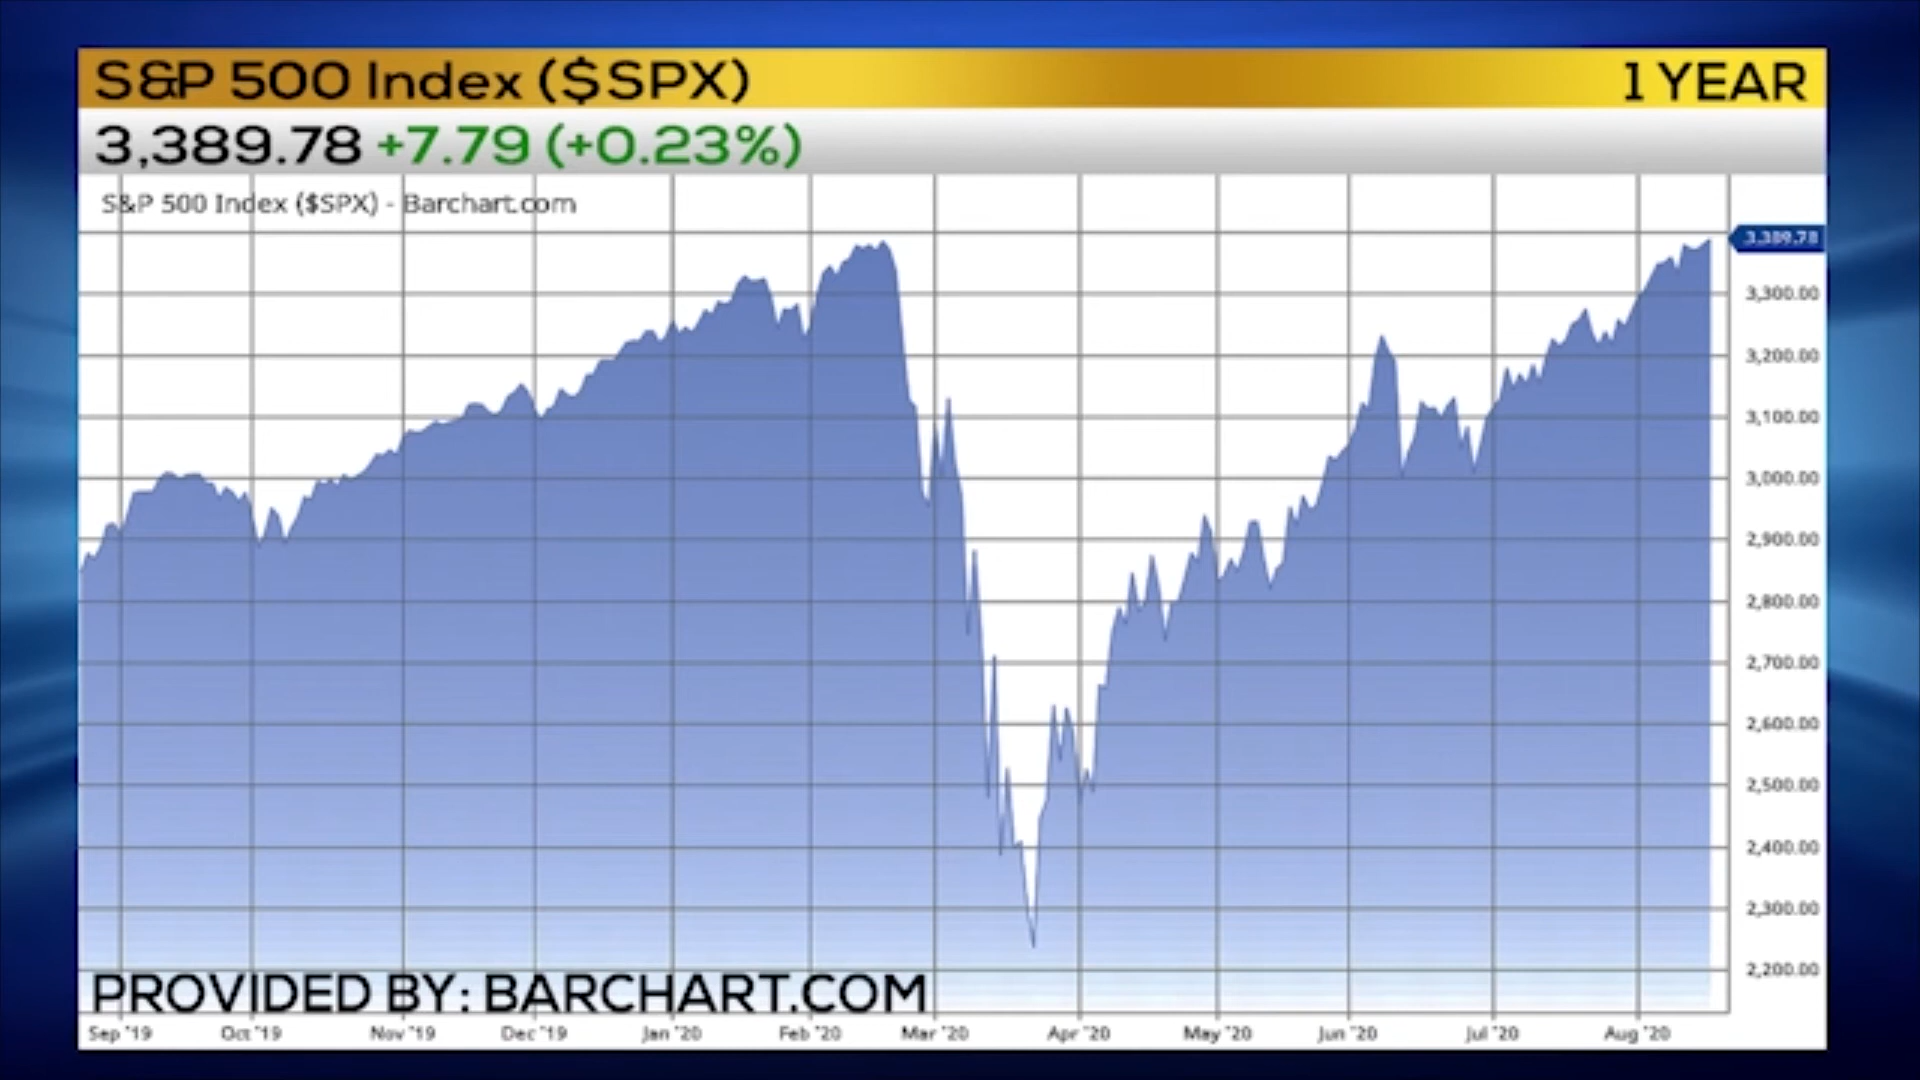 S&P 500 Index ($SPX) 1 YEAR
3,389.78 +7.79 (+0.23%)
S&P 500 Index ($SPX) - Barchart.com
3,389.78
3,300.00
3,200.00
3,100.00
3,000.00
2,900.00
2,800.00
2,700.00
2,600.00
2,500.00
2,400.00
2,300.00
2,200.00
PROVIDED BY: BARCHART.COM
Sep '19 Oct '19 Nov '19 Dec '19 Jan '20 Feb '20 Mar '20 Apr '20 May '20 Jun '20 Jul '20 Aug '20